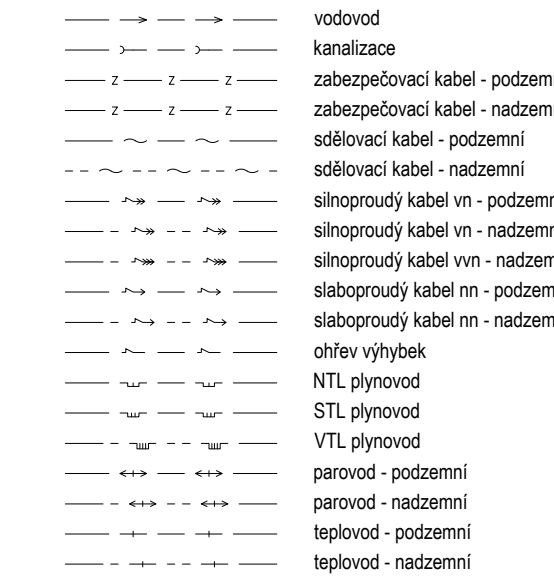 vodovod
kanalizace
Z Z Z zabezpečovací kabel - podzemn
Z Z Z zabezpečovací kabel - nadzemn
sdělovací kabel - podzemní
sdělovací kabel - nadzemní
silnoproudý kabel vn - podzemn
silnoproudý kabel vn - nadzemn
silnoproudý kabel vvn - nadzem
slaboproudý kabel nn - podzem
slaboproudý kabel nn - nadzem
ohřev výhybek
NTL plynovod
STL plynovod
VTL plynovod
parovod - podzemní
parovod - nadzemní
teplovod - podzemní
teplovod - nadzemní